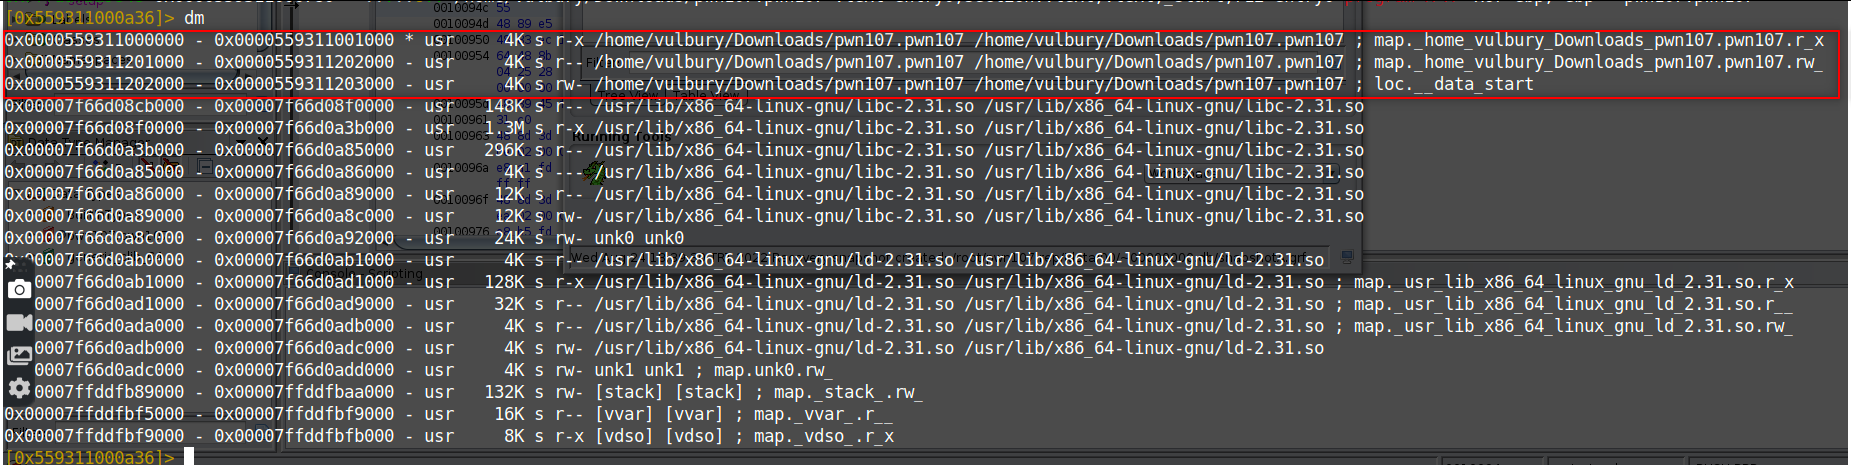 [0x559311000a36]> dm
0x0000559311000000 - 0x0000559311001000 * usr     4K s r-x /home/vulbury/Downloads/pwn107.pwn107 /home/vulbury/Downloads/pwn107.pwn107 ; map._home_vulbury_Downloads_pwn107.pwn107.r_x
0x0000559311201000 - 0x0000559311202000 - usr     4K s r-- /home/vulbury/Downloads/pwn107.pwn107 /home/vulbury/Downloads/pwn107.pwn107 ; map._home_vulbury_Downloads_pwn107.pwn107.rw_
0x0000559311202000 - 0x0000559311203000 - usr     4K s rw- /home/vulbury/Downloads/pwn107.pwn107 /home/vulbury/Downloads/pwn107.pwn107 ; loc.__data_start
0x00007f66d08cb000 - 0x00007f66d08f0000 - usr   148K s r-- /usr/lib/x86_64-linux-gnu/libc-2.31.so /usr/lib/x86_64-linux-gnu/libc-2.31.so
0x00007f66d08f0000 - 0x00007f66d0a3b000 - usr   1.3M s r-x /usr/lib/x86_64-linux-gnu/libc-2.31.so /usr/lib/x86_64-linux-gnu/libc-2.31.so
0x00007f66d0a3b000 - 0x00007f66d0a85000 - usr   296K s r-- /usr/lib/x86_64-linux-gnu/libc-2.31.so /usr/lib/x86_64-linux-gnu/libc-2.31.so
0x00007f66d0a85000 - 0x00007f66d0a86000 - usr     4K s --- /usr/lib/x86_64-linux-gnu/libc-2.31.so /usr/lib/x86_64-linux-gnu/libc-2.31.so
0x00007f66d0a86000 - 0x00007f66d0a89000 - usr    12K s r-- /usr/lib/x86_64-linux-gnu/libc-2.31.so /usr/lib/x86_64-linux-gnu/libc-2.31.so
0x00007f66d0a89000 - 0x00007f66d0a8c000 - usr    12K s rw- /usr/lib/x86_64-linux-gnu/libc-2.31.so /usr/lib/x86_64-linux-gnu/libc-2.31.so
0x00007f66d0a8c000 - 0x00007f66d0a92000 - usr    24K s rw- unk0 unk0
0x00007f66d0ab0000 - 0x00007f66d0ab1000 - usr     4K s r-- /usr/lib/x86_64-linux-gnu/ld-2.31.so /usr/lib/x86_64-linux-gnu/ld-2.31.so
00007f66d0ab1000 - 0x00007f66d0ad1000 - usr   128K s r-x /usr/lib/x86_64-linux-gnu/ld-2.31.so /usr/lib/x86_64-linux-gnu/ld-2.31.so ; map._usr_lib_x86_64_linux_gnu_ld_2.31.so.r_x
00007f66d0ad1000 - 0x00007f66d0ad9000 - usr    32K s r-- /usr/lib/x86_64-linux-gnu/ld-2.31.so /usr/lib/x86_64-linux-gnu/ld-2.31.so ; map._usr_lib_x86_64_linux_gnu_ld_2.31.so.r__
00007f66d0ada000 - 0x00007f66d0adb000 - usr     4K s r-- /usr/lib/x86_64-linux-gnu/ld-2.31.so /usr/lib/x86_64-linux-gnu/ld-2.31.so ; map._usr_lib_x86_64_linux_gnu_ld_2.31.so.rw_
00007f66d0adb000 - 0x00007f66d0adc000 - usr     4K s rw- /usr/lib/x86_64-linux-gnu/ld-2.31.so /usr/lib/x86_64-linux-gnu/ld-2.31.so
00007f66d0adc000 - 0x00007f66d0add000 - usr     4K s rw- unk1 unk1 ; map.unk0.rw_
00007ffddfb89000 - 0x00007ffddfbaa000 - usr   132K s rw- [stack] [stack] ; map._stack_.rw_
0x00007ffddfbf5000 - 0x00007ffddfbf9000 - usr    16K s r-- [vvar] [vvar] ; map._vvar_.r__
0x00007ffddfbf9000 - 0x00007ffddfbfb000 - usr     8K s r-x [vdso] [vdso] ; map._vdso_.r_x
[0x559311000a36]>